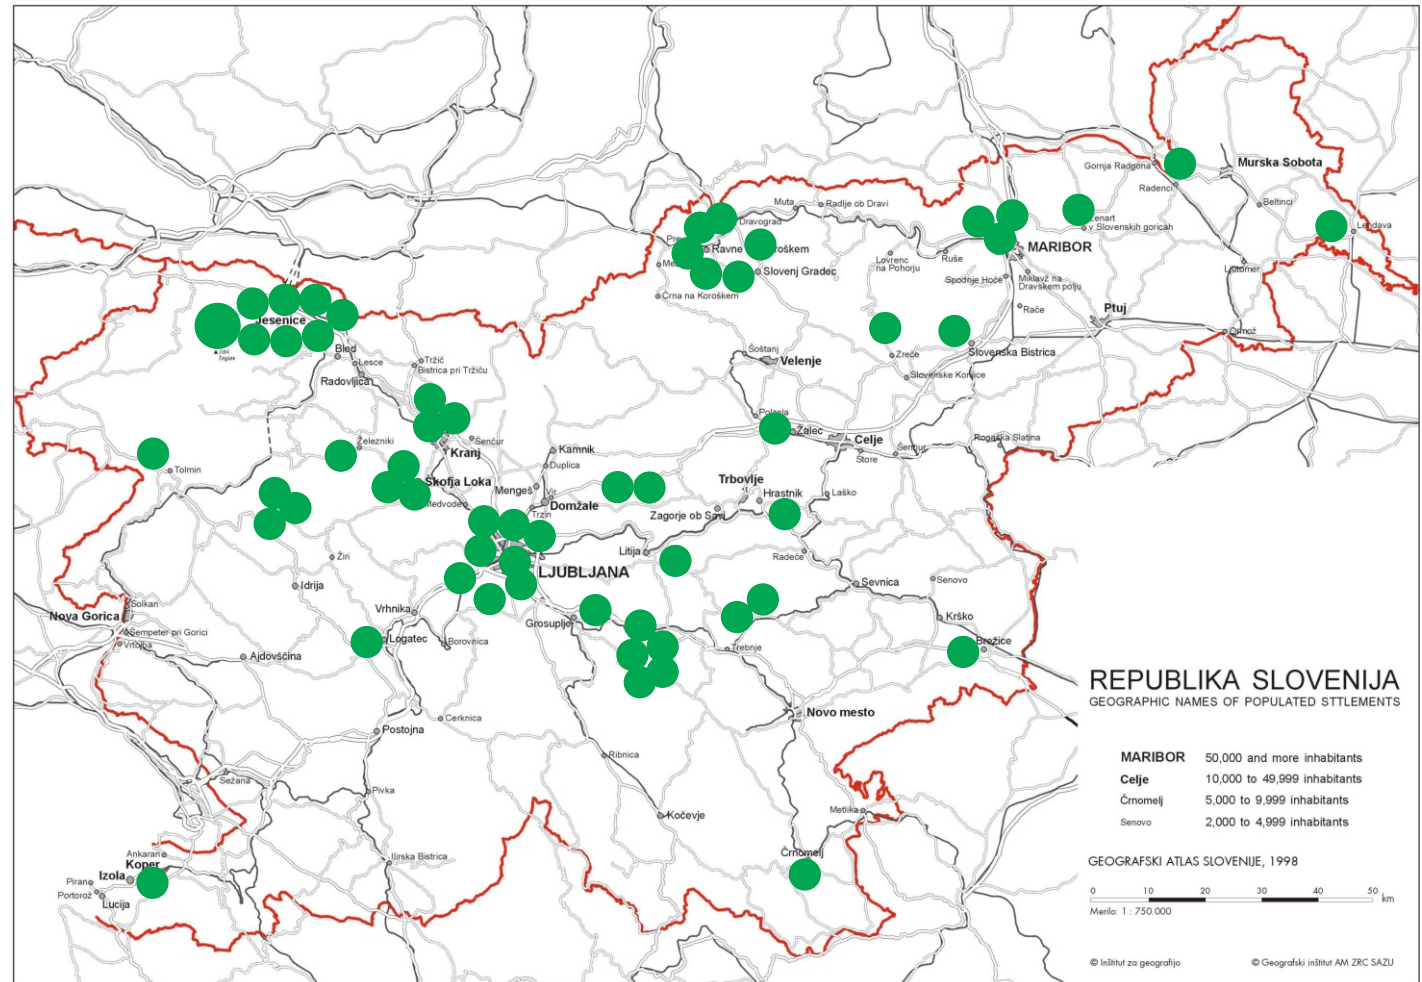 Gornja Radgona
Murska Sobota
Radenci
Muta
Radlje ob Dravi
Beltinci
Dravograd
Lendava
v Slovenskih goricah
MARIBOR
Ruše
Lovrenc
na Pohorju
Slovenj Gradec
Ljutomer
Spodnje Hoče
Miklavž na
Dravskem polju
Črna na Koroškem
Rače
Ptuj
Jesenice
Ormož
Bled
Lesce
Tržič
Bistrica pri Tržiču
Radovljica
Šoštanj
Velenje
Zreče
Slovenska Bistrica
Slovenske Konjice
Polzela
Žalec
Celje
Štore
Šentjur
Rogaška Slatina
Železniki
Šenčur
Kranj
Kamnik
Duplica
Tolmin
Škofja Loka
Mengeš
Vir
Domžale
Trzin
Trbovlje
Hrastnik
Laško
Zagorje ob Savi
Žiri
Litija
Radeče
LJUBLJANA
Idrija
Sevnica
Senovo
Solkan
Nova Gorica
Vrhnika
Grosuplje
Krško
Šempeter pri Gorici
Vrtojba
Logatec
Borovnica
Brežice
Trebnje
Ajdovščina
Cerknica
Novo mesto
Postojna
Ribnica
Sežana
Pivka
Kočevje
Metlika
Ankaran
Koper
Ilirska Bistrica
Črnomelj
Izola
Piran
Portorož
Lucija
REPUBLIKA SLOVENIJA
GEOGRAPHIC NAMES OF POPULATED STTLEMENTS
MARIBOR 50,000 and more inhabitants
Celje 10,000 to 49,999 inhabitants
Črnomelj 5,000 to 9,999 inhabitants
Senovo 2,000 to 4,999 inhabitants
GEOGRAFSKI ATLAS SLOVENIJE, 1998
0 10 20 30 40 50 km
Merilo: 1 : 750.000
© Inštitut za geografijo © Geografski inštitut AM ZRC SAZU